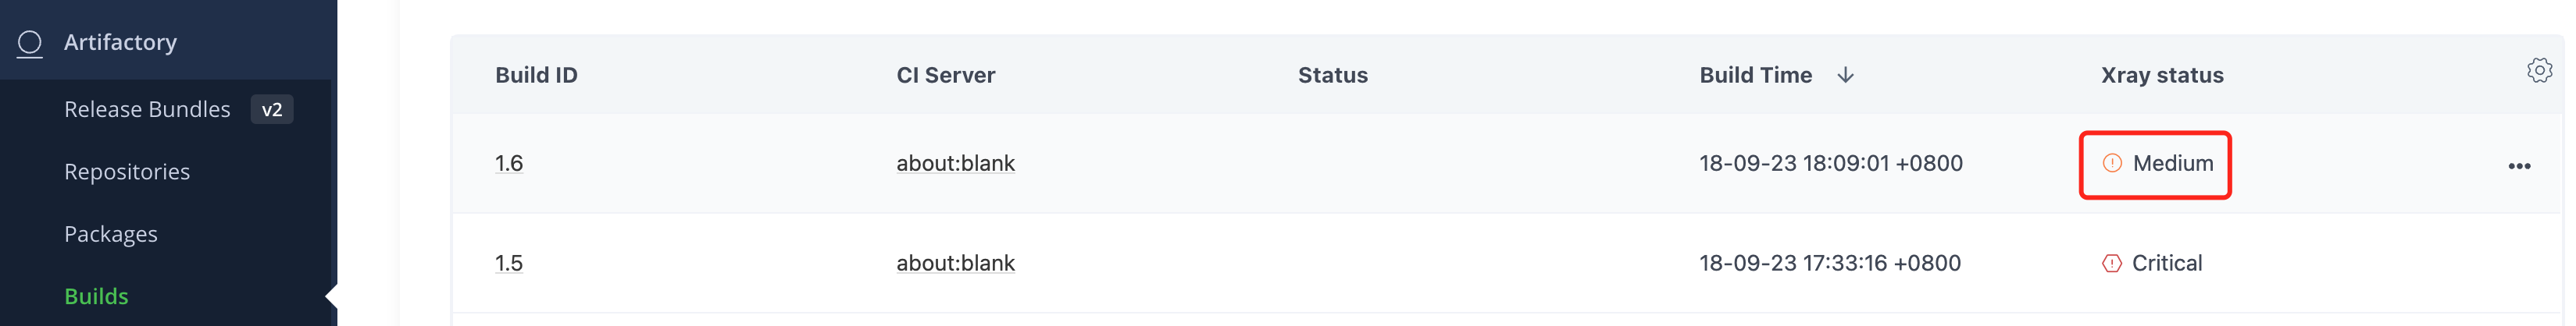 Artifactory
Release Bundles v2
Repositories
Packages
Builds
Build ID CI Server Status Build Time Xray status
1.6 about:blank 18-09-23 18:09:01 +0800 Medium
1.5 about:blank 18-09-23 17:33:16 +0800 Critical